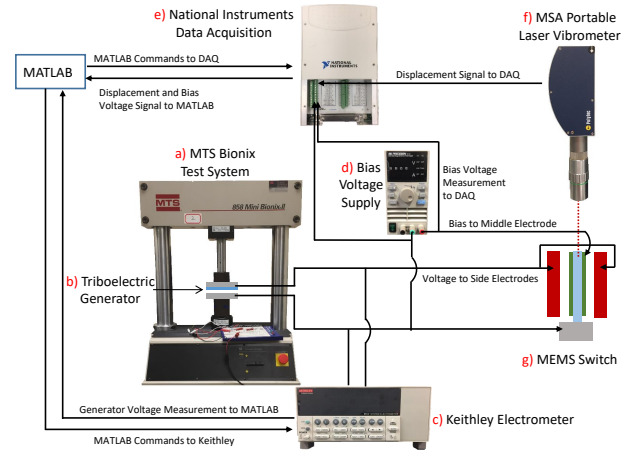 e) National Instruments
Data Acquisition
f) MSA Portable
Laser Vibrometer
MATLAB
MATLAB Commands to DAQ
Displacement and Bias
Voltage Signal to MATLAB
NATIONAL
INSTRUMENTS
Displacement Signal to DAQ
a) MTS Bionix
Test System
d) Bias
Voltage
Supply
Bias Voltage
Measurement
to DAQ
MTS
858 Mini Bionix II
Bias to Middle Electrode
b) Triboelectric
Generator
Voltage to Side Electrodes
g) MEMS Switch
Generator Voltage Measurement to MATLAB
c) Keithley Electrometer
MATLAB Commands to Keithley